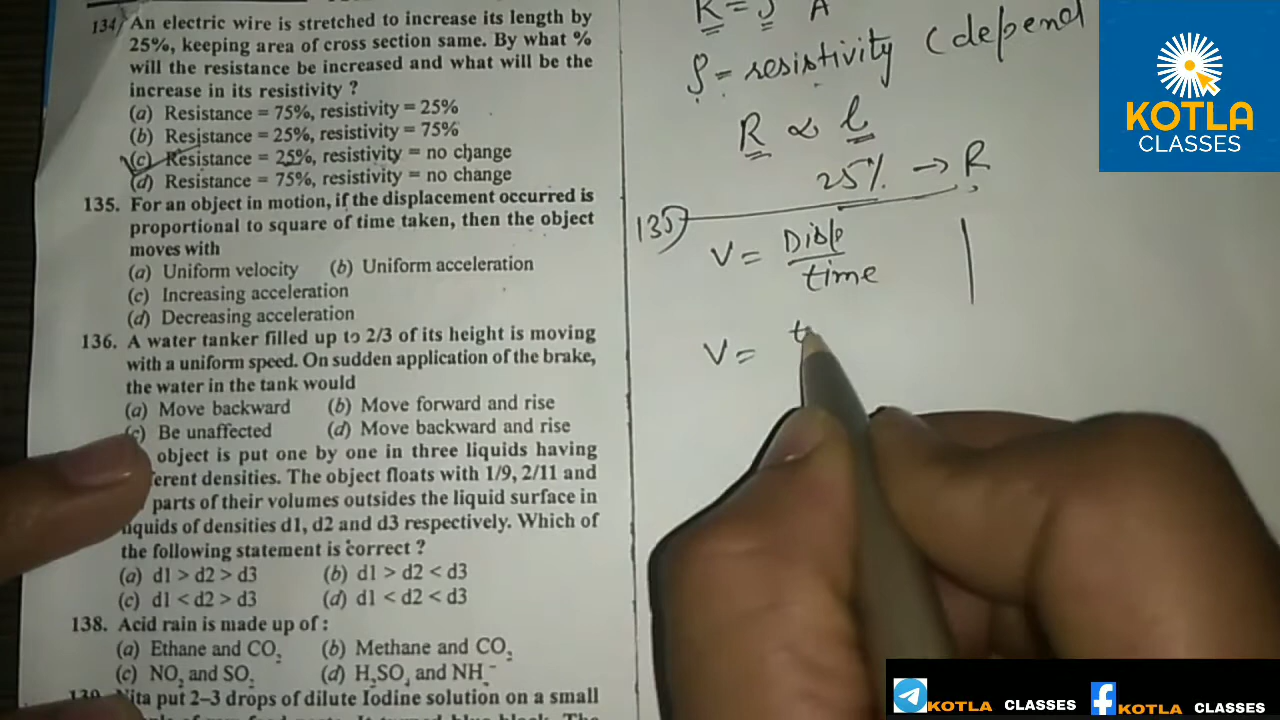 134. An electric wire is stretched to increase its length by
25%, keeping area of cross section same. By what %
will the resistance be increased and what will be the
increase in its resistivity ?
(a) Resistance = 75%, resistivity = 25%
(b) Resistance = 25%, resistivity = 75%
(c) Resistance = 25%, resistivity = no change
(d) Resistance = 75%, resistivity = no change
135. For an object in motion, if the displacement occurred is
proportional to square of time taken, then the object
moves with
(a) Uniform velocity (b) Uniform acceleration
(c) Increasing acceleration
(d) Decreasing acceleration
136. A water tanker filled up to 2/3 of its height is moving
with a uniform speed. On sudden application of the brake,
the water in the tank would
(a) Move backward (b) Move forward and rise
(c) Be unaffected (d) Move backward and rise
object is put one by one in three liquids having
densities. The object floats with 1/9, 2/11 and
parts of their volumes outsides the liquid surface in
liquids of densities d1, d2 and d3 respectively. Which of
the following statement is correct ?
(a) d1 > d2 > d3 (b) d1 > d2 < d3
(c) d1 < d2 > d3 (d) d1 < d2 < d3
138. Acid rain is made up of :
(a) Ethane and CO₂ (b) Methane and CO₂
(c) NO₂ and SO₂ (d) H₂SO₄ and NH⁻
139. Nita put 2–3 drops of dilute Iodine solution on a small
R = ρ A
ρ = resistivity (depend
R ∝ l
25% → R
135)
V = Disp
time
V = t
KOTLA
CLASSES
KOTLA CLASSES
KOTLA CLASSES